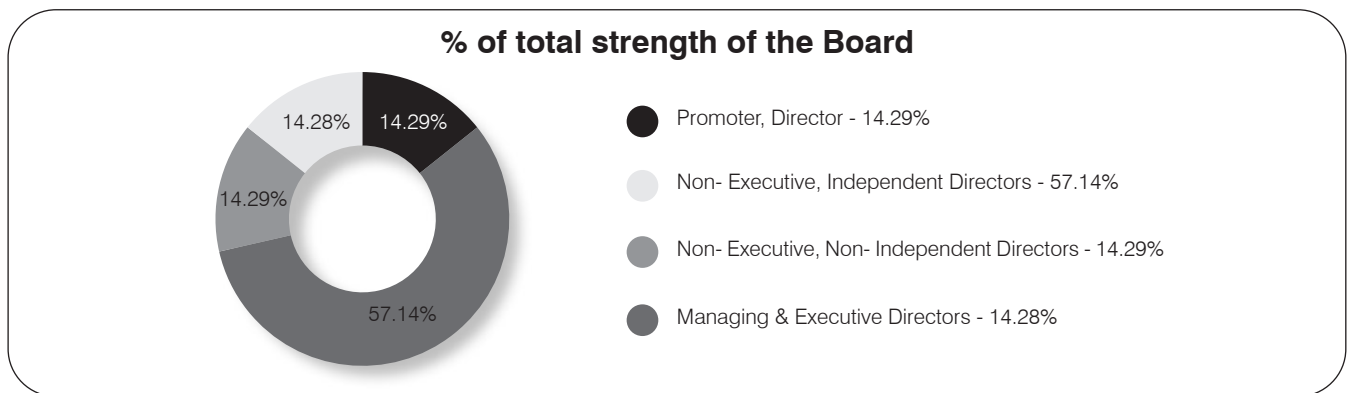 % of total strength of the Board
14.28%
14.29%
14.29%
57.14%
Promoter, Director - 14.29%
Non- Executive, Independent Directors - 57.14%
Non- Executive, Non- Independent Directors - 14.29%
Managing & Executive Directors - 14.28%